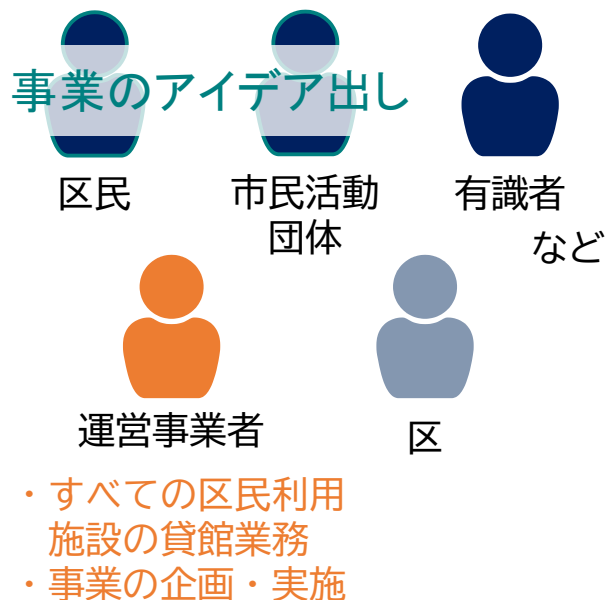 事業のアイデア出し
区民
市民活動
団体
有識者
など
運営事業者
区
・すべての区民利用
施設の貸館業務
・事業の企画・実施